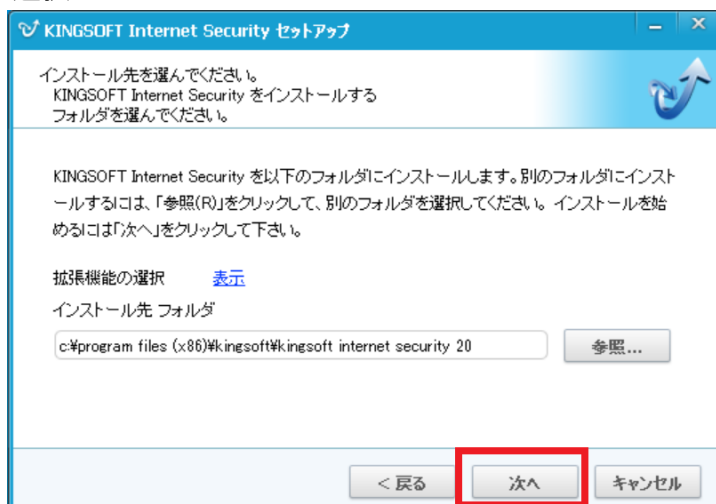 KINGSOFT Internet Security セットアップ
インストール先を選んでください。
KINGSOFT Internet Security をインストールする
フォルダを選んでください。
KINGSOFT Internet Security を以下のフォルダにインストールします。別のフォルダにインスト
ールするには、「参照(R)」をクリックして、別のフォルダを選択してください。 インストールを始
めるには「次へ」をクリックして下さい。
拡張機能の選択 表示
インストール先 フォルダ
c:¥program files (x86)¥kingsoft¥kingsoft internet security 20 参照...
< 戻る 次へ キャンセル